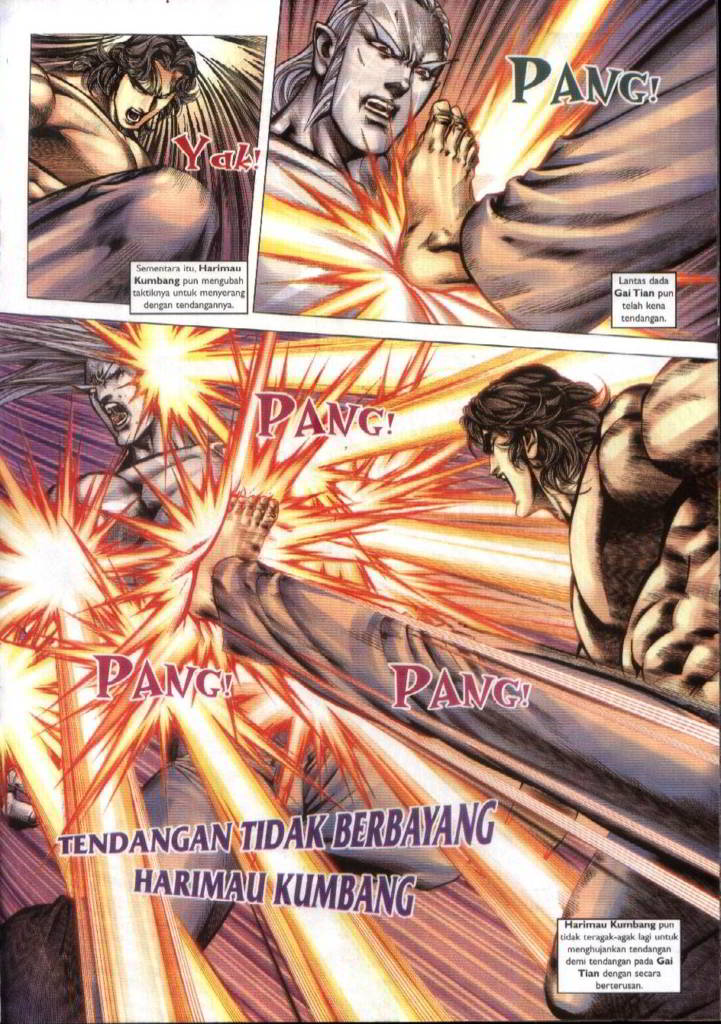 Yak!
Sementara itu, Harimau
Kumbang pun mengubah
taktiknya untuk menyerang
dengan tendangannya.
PANG!
Lantas dada
Gai Tian pun
telah kena
tendangan.
PANG!
PANG!
PANG!
TENDANGAN TIDAK BERBAYANG
HARIMAU KUMBANG
Harimau Kumbang pun
tidak teragak-agak lagi untuk
menghujankan tendangan
demi tendangan pada Gai
Tian dengan secara
berterusan.